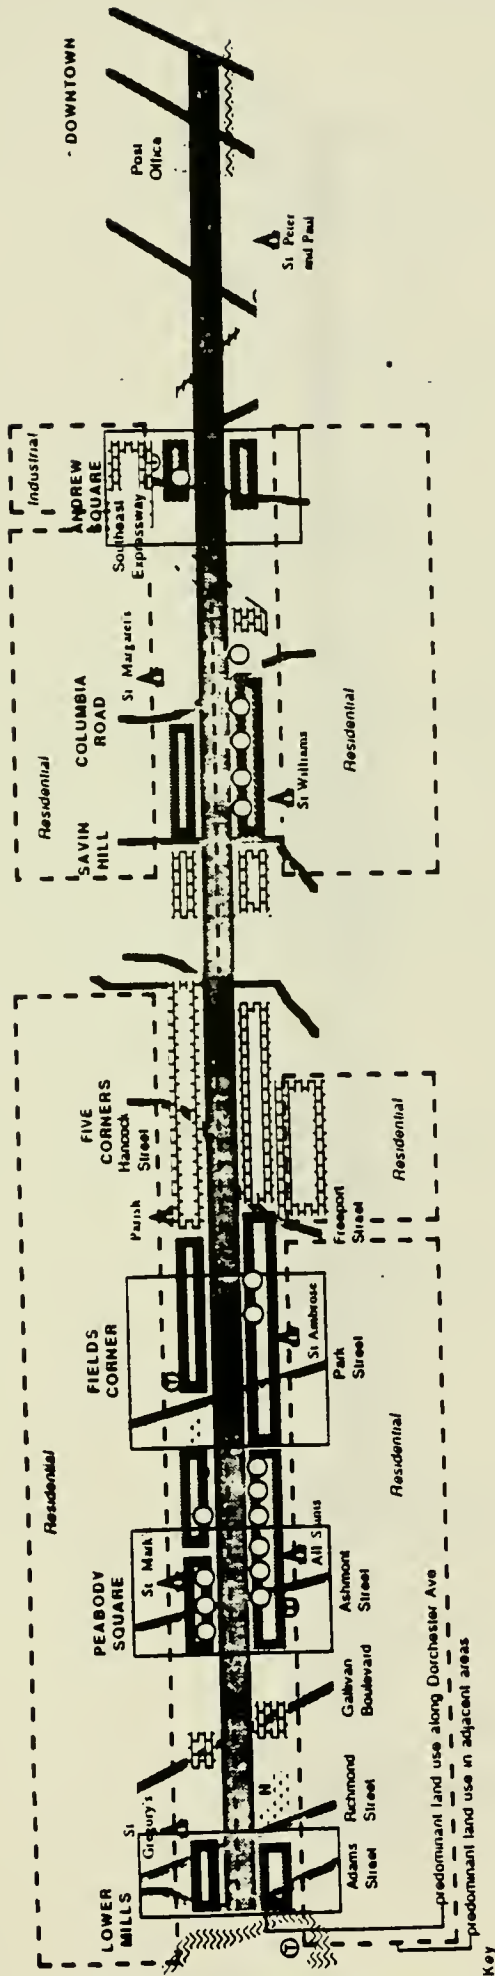 LOWER
MILLS
St
Gregory's
PEABODY
SQUARE
St Mark
FIELDS
CORNER
T
Parish
FIVE
CORNERS
Hancock
Street
SAVIN
HILL
COLUMBIA
ROAD
St Margaret's
ANDREW
SQUARE
Southeast
Expressway
Industrial
Residential
Residential
Post
Office
- DOWNTOWN
T
Adams
Street
Richmond
Street
N
Gallivan
Boulevard
Ashmont
Street
All Saints
Park
Street
St Ambrose
Freeport
Street
Residential
Residential
St Williams
Residential
St Peter
and Paul
predominant land use along Dorchester Ave
predominant land use in adjacent areas
Key